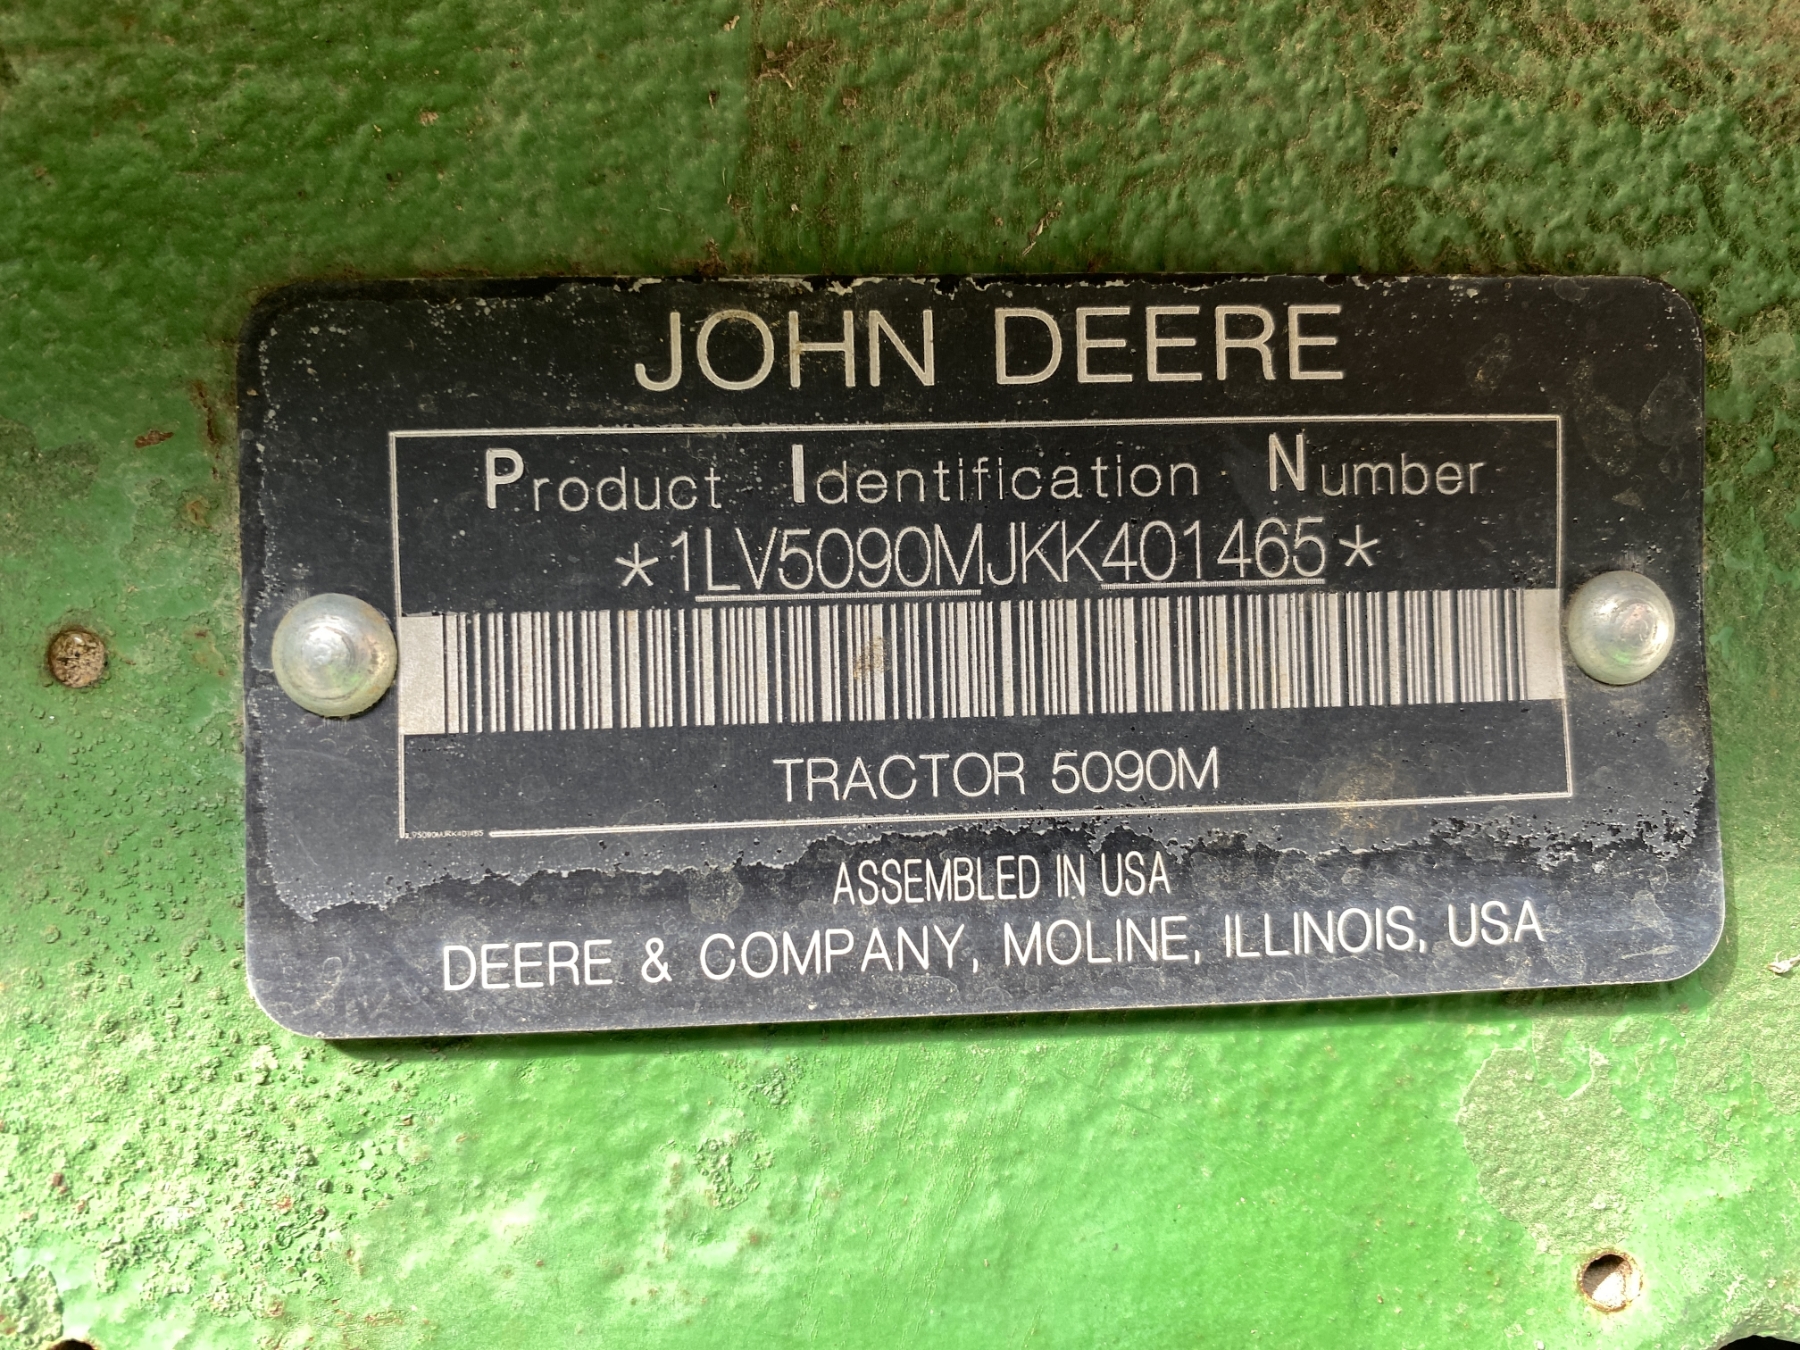 JOHN DEERE
Product Identification Number
*1LV5090MJKK401465*
TRACTOR 5090M
ASSEMBLED IN USA
DEERE & COMPANY, MOLINE, ILLINOIS, USA